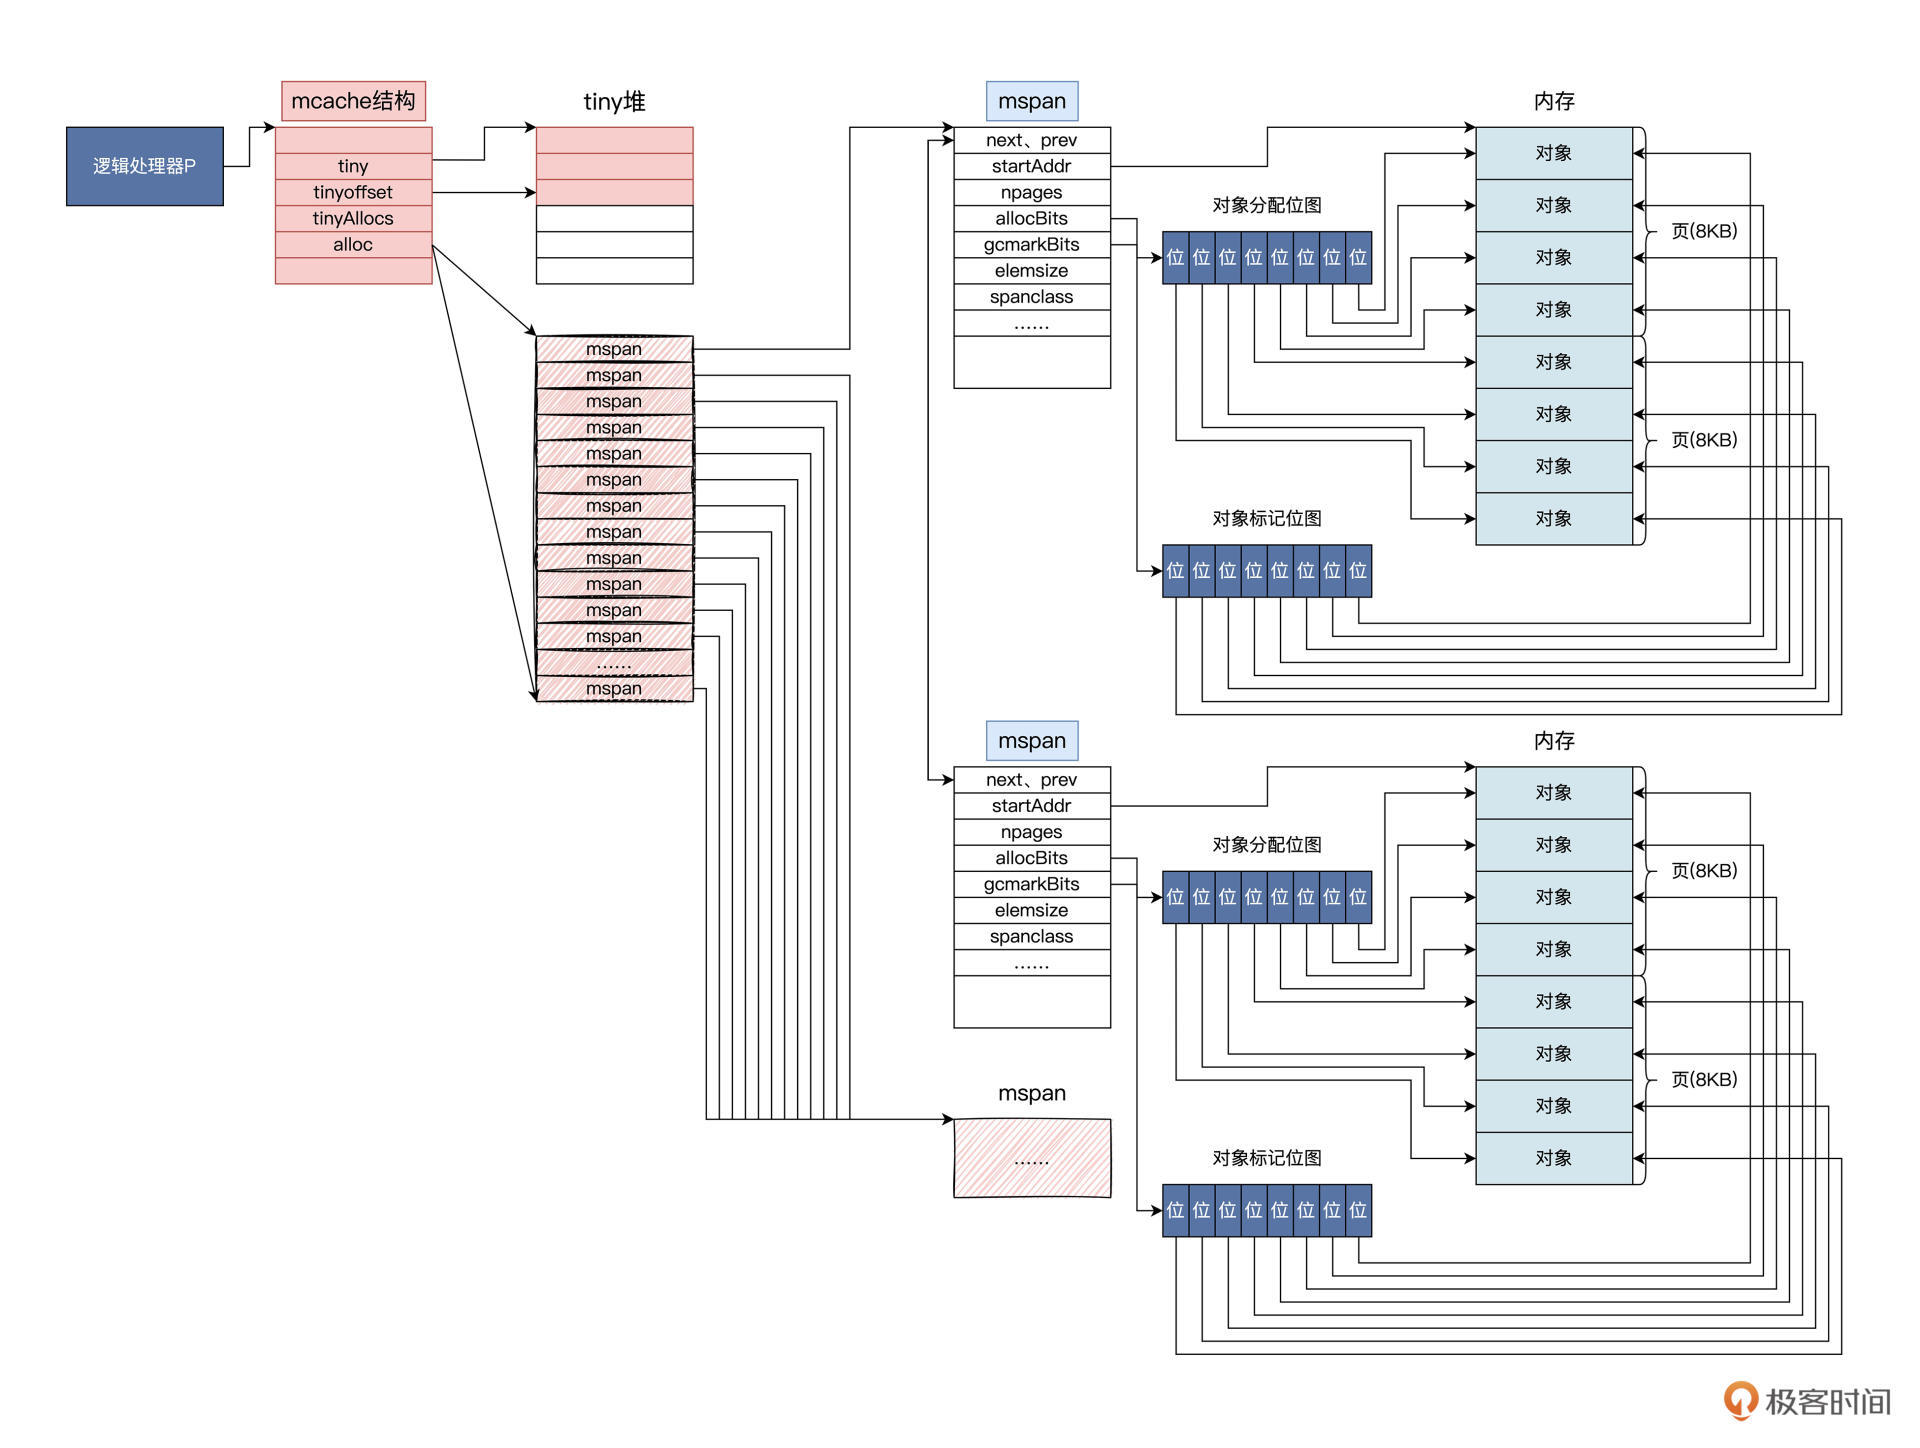 mcache结构
tiny堆
逻辑处理器P
tiny
tinyoffset
tinyAllocs
alloc
mspan
mspan
mspan
mspan
mspan
mspan
mspan
mspan
mspan
mspan
mspan
mspan
......
mspan
mspan
next、prev
startAddr
npages
allocBits
gcmarkBits
elemsize
spanclass
......
对象分配位图
位 位 位 位 位 位 位 位
对象标记位图
位 位 位 位 位 位 位 位
内存
对象
对象
对象
对象
对象
对象
对象
对象
页(8KB)
页(8KB)
mspan
next、prev
startAddr
npages
allocBits
gcmarkBits
elemsize
spanclass
......
对象分配位图
位 位 位 位 位 位 位 位
对象标记位图
位 位 位 位 位 位 位 位
内存
对象
对象
对象
对象
对象
对象
对象
对象
页(8KB)
页(8KB)
mspan
......
极客时间